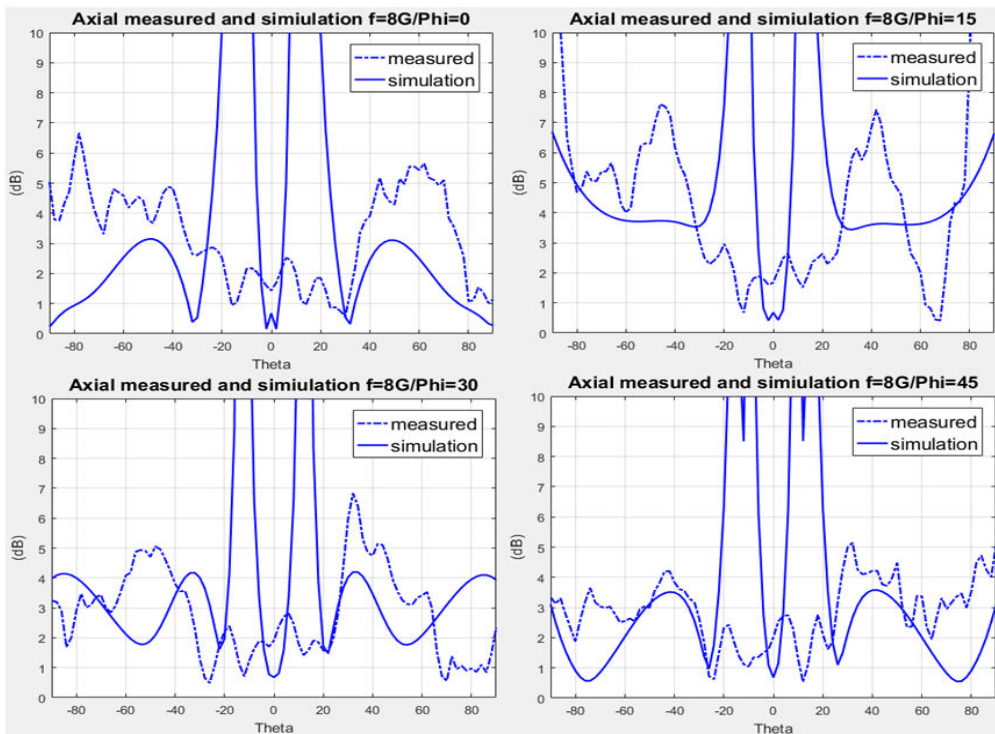 Axial measured and simiulation f=8G/Phi=0
10
9
8
7
6
5
4
3
2
1
0
(dB)
measured
simulation
-80 -60 -40 -20 0 20 40 60 80
Theta
Axial measured and simiulation f=8G/Phi=15
10
9
8
7
6
5
4
3
2
1
0
(dB)
measured
simulation
-80 -60 -40 -20 0 20 40 60 80
Theta
Axial measured and simiulation f=8G/Phi=30
10
9
8
7
6
5
4
3
2
1
0
(dB)
measured
simulation
-80 -60 -40 -20 0 20 40 60 80
Theta
Axial measured and simiulation f=8G/Phi=45
10
9
8
7
6
5
4
3
2
1
0
(dB)
measured
simulation
-80 -60 -40 -20 0 20 40 60 80
Theta